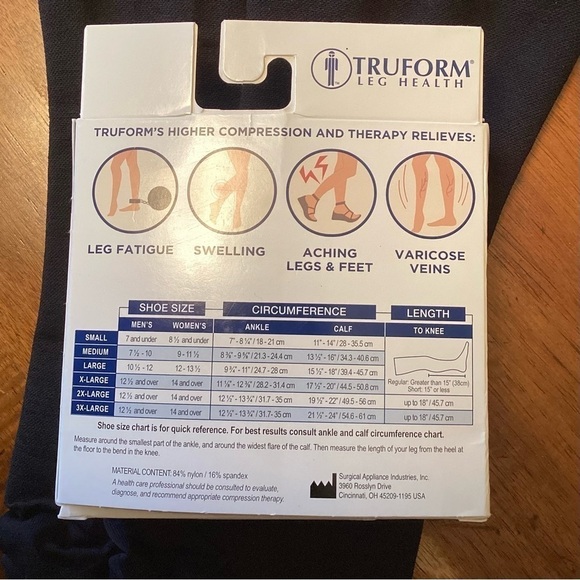 TRUFORM®
LEG HEALTH
TRUFORM'S HIGHER COMPRESSION AND THERAPY RELIEVES:
LEG FATIGUE SWELLING ACHING LEGS & FEET VARICOSE VEINS
SHOE SIZE CIRCUMFERENCE LENGTH
MEN'S WOMEN'S ANKLE CALF TO KNEE
SMALL 7 and under 8 ½ and under 7" - 8 ¼" / 18 - 21 cm 11" - 14" / 28 - 35.5 cm
MEDIUM 7 ½ - 10 9 - 11 ½ 8 ⅜" - 9 ⅝" / 21.3 - 24.4 cm 13 ½" - 16" / 34.3 - 40.6 cm
LARGE 10 ½ - 12 12 - 13 ½ 9 ¾" - 11" / 24.7 - 28 cm 15 ½" - 18" / 39.4 - 45.7 cm
Regular: Greater than 15" (38cm)
Short: 15" or less
X-LARGE 12 ½ and over 14 and over 11 ⅛" - 12 ⅜" / 28.2 - 31.4 cm 17 ½" - 20" / 44.5 - 50.8 cm
2X-LARGE 12 ½ and over 14 and over 12 ½" - 13 ¾" / 31.7 - 35 cm 19 ½" - 22" / 49.5 - 56 cm up to 18" / 45.7 cm
3X-LARGE 12 ½ and over 14 and over 12 ½" - 13 ¾" / 31.7 - 35 cm 21 ½" - 24" / 54.6 - 61 cm up to 18" / 45.7 cm
Shoe size chart is for quick reference. For best results consult ankle and calf circumference chart.
Measure around the smallest part of the ankle, and around the widest flare of the calf. Then measure the length of your leg from the heel at
the floor to the bend in the knee.
MATERIAL CONTENT: 84% nylon / 16% spandex
A health care professional should be consulted to evaluate,
diagnose, and recommend appropriate compression therapy.
Surgical Appliance Industries, Inc.
3960 Rosslyn Drive
Cincinnati, OH 45209-1195 USA